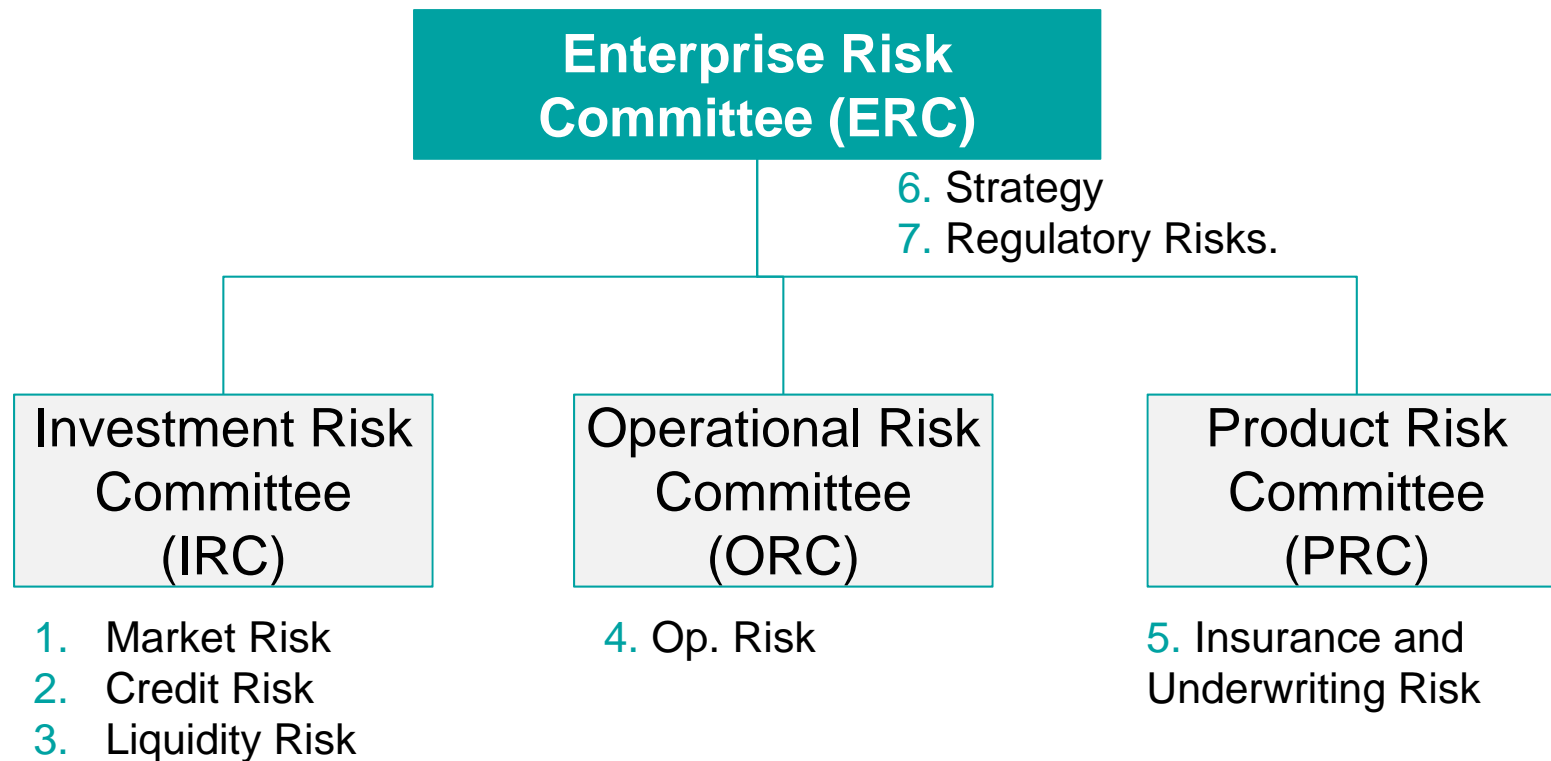 Enterprise Risk
Committee (ERC)
6. Strategy
7. Regulatory Risks.
Investment Risk
Committee
(IRC)
Operational Risk
Committee
(ORC)
Product Risk
Committee
(PRC)
1. Market Risk
2. Credit Risk
3. Liquidity Risk
4. Op. Risk
5. Insurance and
Underwriting Risk